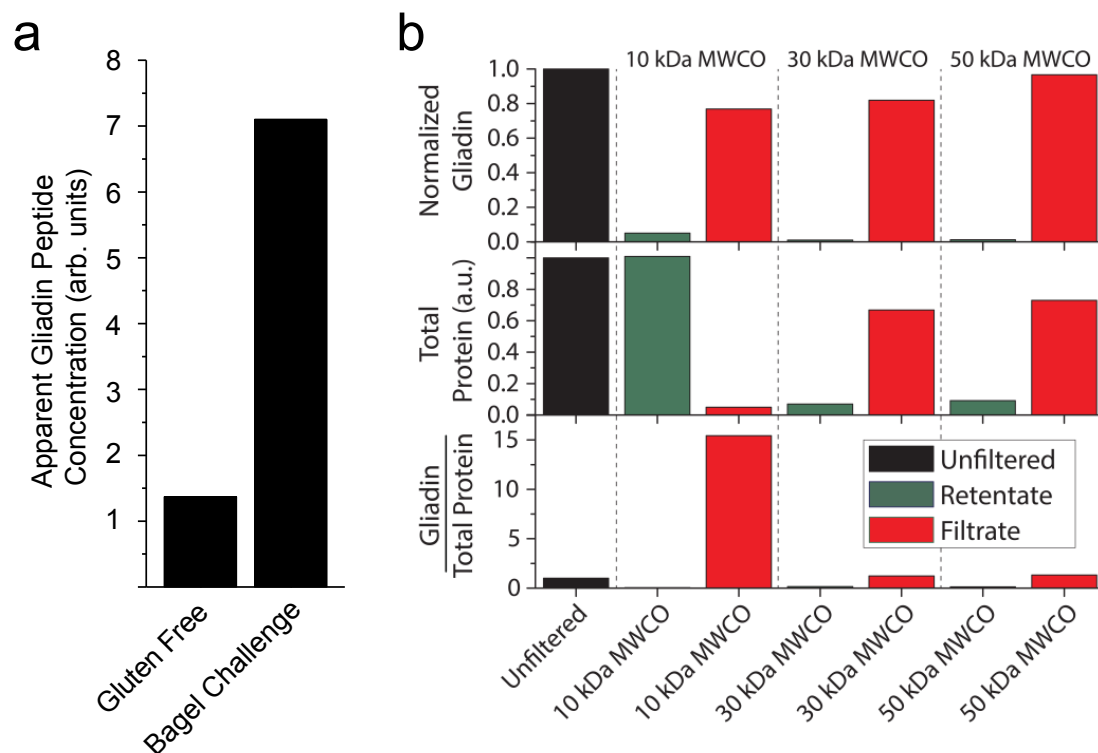 a
8
7
6
5
4
3
2
1
Apparent Gliadin Peptide
Concentration (arb. units)
Gluten Free
Bagel Challenge
b
10 kDa MWCO
30 kDa MWCO
50 kDa MWCO
1.0
0.8
0.6
0.4
0.2
0.0
Normalized
Gliadin
0.8
0.6
0.4
0.2
0.0
Total
Protein (a.u.)
15
10
5
0
Gliadin
Total Protein
Unfiltered
Retentate
Filtrate
Unfiltered
10 kDa MWCO
10 kDa MWCO
30 kDa MWCO
30 kDa MWCO
50 kDa MWCO
50 kDa MWCO